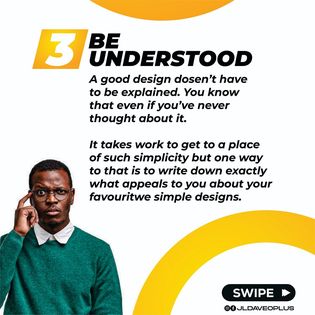 3 BE
UNDERSTOOD
A good design dosen't have
to be explained. You know
that even if you've never
thought about it.
It takes work to get to a place
of such simplicity but one way
to that is to write down exactly
what appeals to you about your
favouritwe simple designs.
SWIPE
JLDAVEOPLUS